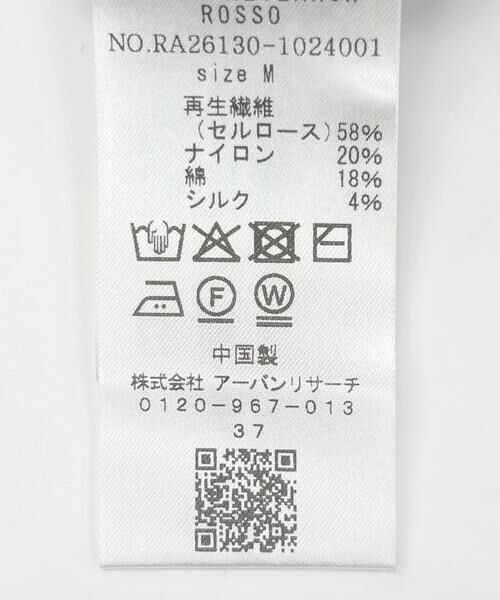 ROSSO
NO.RA26130-1024001
size M
再生繊維
(セルロース)58%
ナイロン 20%
綿 18%
シルク 4%
F W
中国製
株式会社 アーバンリサーチ
0120-967-013
37